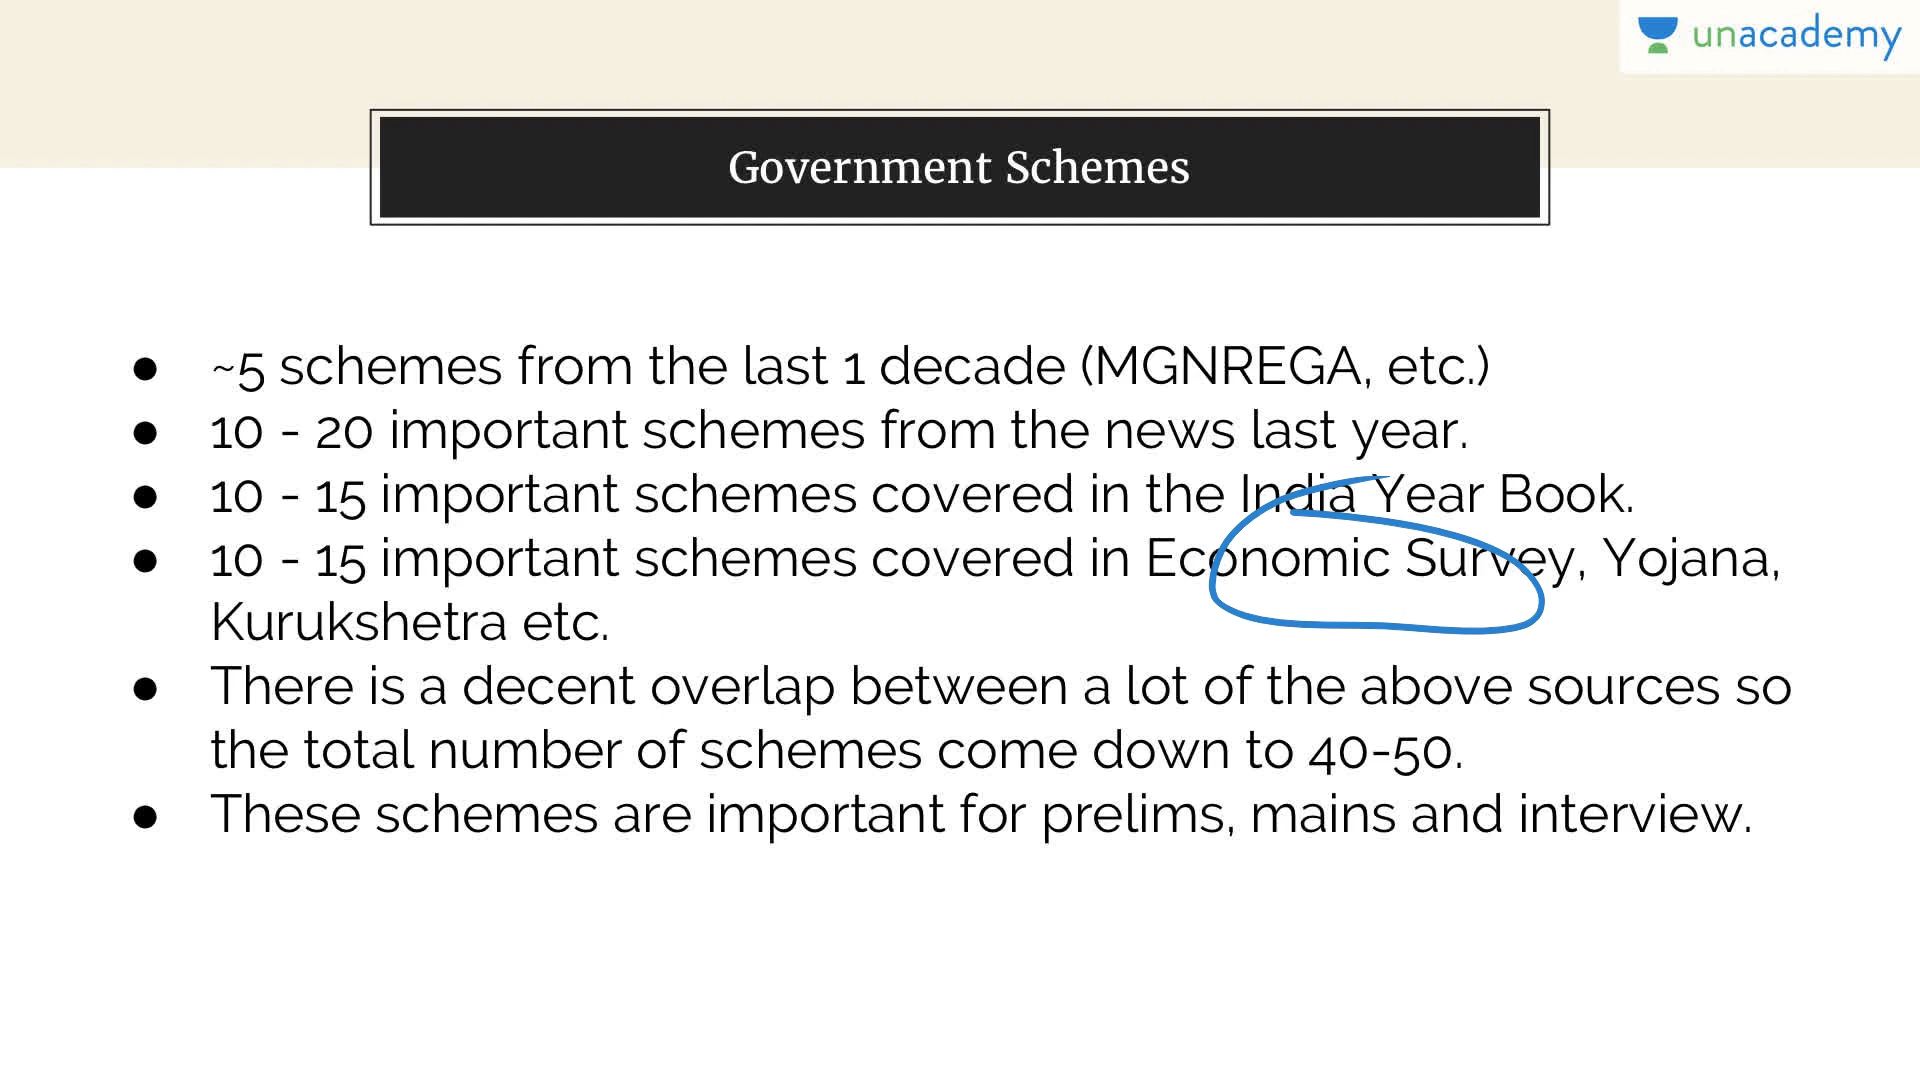 unacademy
Government Schemes
● ~5 schemes from the last 1 decade (MGNREGA, etc.)
● 10 - 20 important schemes from the news last year.
● 10 - 15 important schemes covered in the India Year Book.
● 10 - 15 important schemes covered in Economic Survey, Yojana,
Kurukshetra etc.
● There is a decent overlap between a lot of the above sources so
the total number of schemes come down to 40-50.
● These schemes are important for prelims, mains and interview.